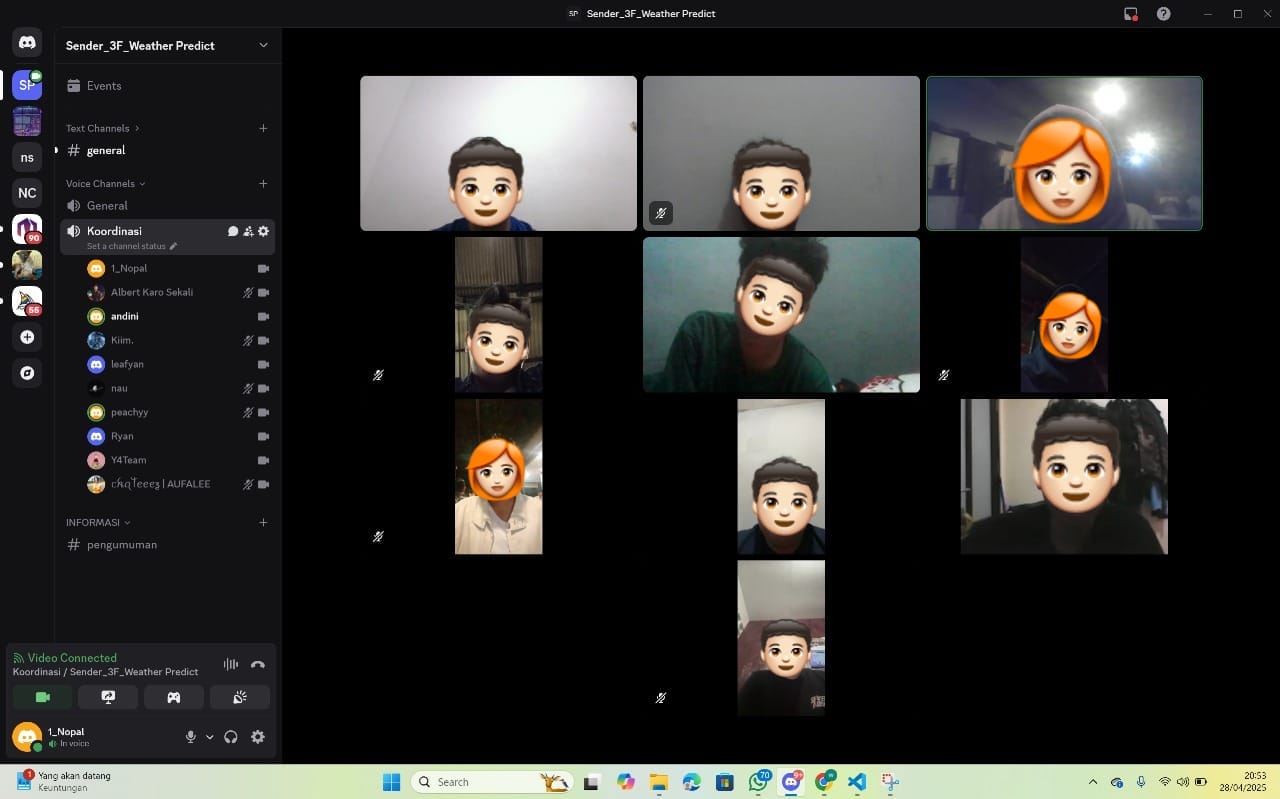 SP Sender_3F_Weather Predict
Sender_3F_Weather Predict
SP
Events
Text Channels
general
ns
Voice Channels
NC
General
90
Koordinasi
Set a channel status
1_Nopal
Albert Karo Sekali
55
andini
Kiim.
leafyan
nau
peachyy
Ryan
Y4Team
| AUFALEE
INFORMASI
pengumuman
Video Connected
Koordinasi / Sender_3F_Weather Predict
1_Nopal
In voice
1
Yang akan datang
Keuntungan
Search
70
9+
20:53
28/04/2025